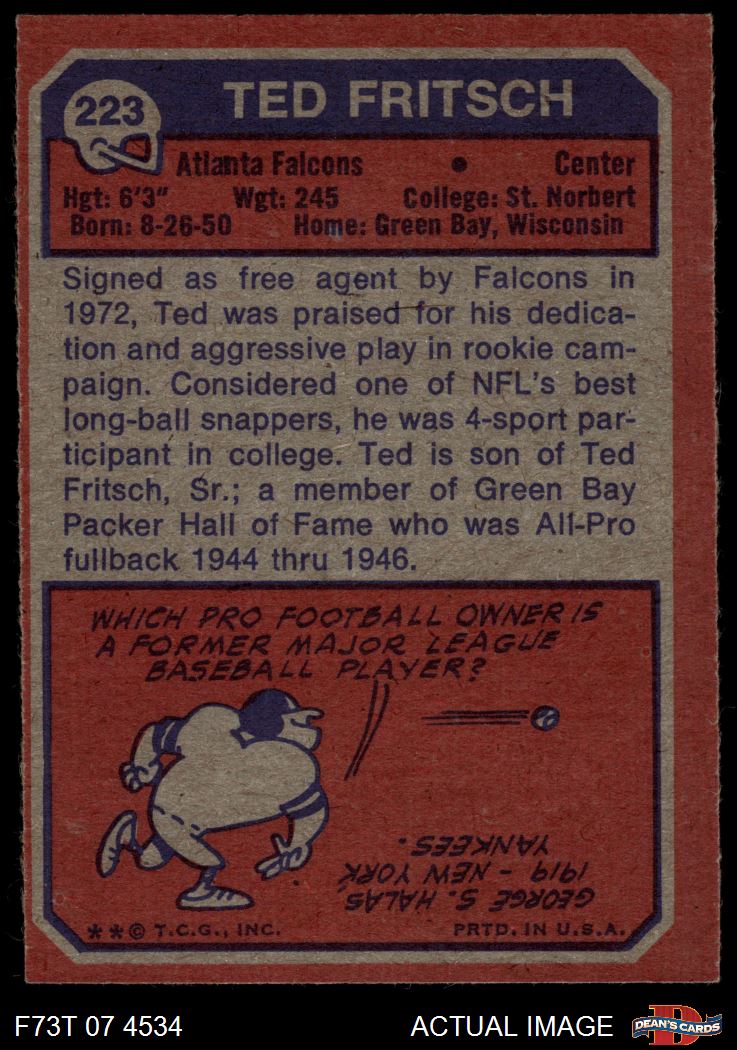 223
TED FRITSCH
Atlanta Falcons • Center
Hgt: 6'3" Wgt: 245 College: St. Norbert
Born: 8-26-50 Home: Green Bay, Wisconsin
Signed as free agent by Falcons in
1972, Ted was praised for his dedica-
tion and aggressive play in rookie cam-
paign. Considered one of NFL's best
long-ball snappers, he was 4-sport par-
ticipant in college. Ted is son of Ted
Fritsch, Sr.; a member of Green Bay
Packer Hall of Fame who was All-Pro
fullback 1944 thru 1946.
WHICH PRO FOOTBALL OWNER IS
A FORMER MAJOR LEAGUE
BASEBALL PLAYER?
GEORGE S. HALAS
1919 - NEW YORK
YANKEES.
**© T.C.G., INC. PRTD. IN U.S.A.
F73T 07 4534 ACTUAL IMAGE
DEAN'S CARDS